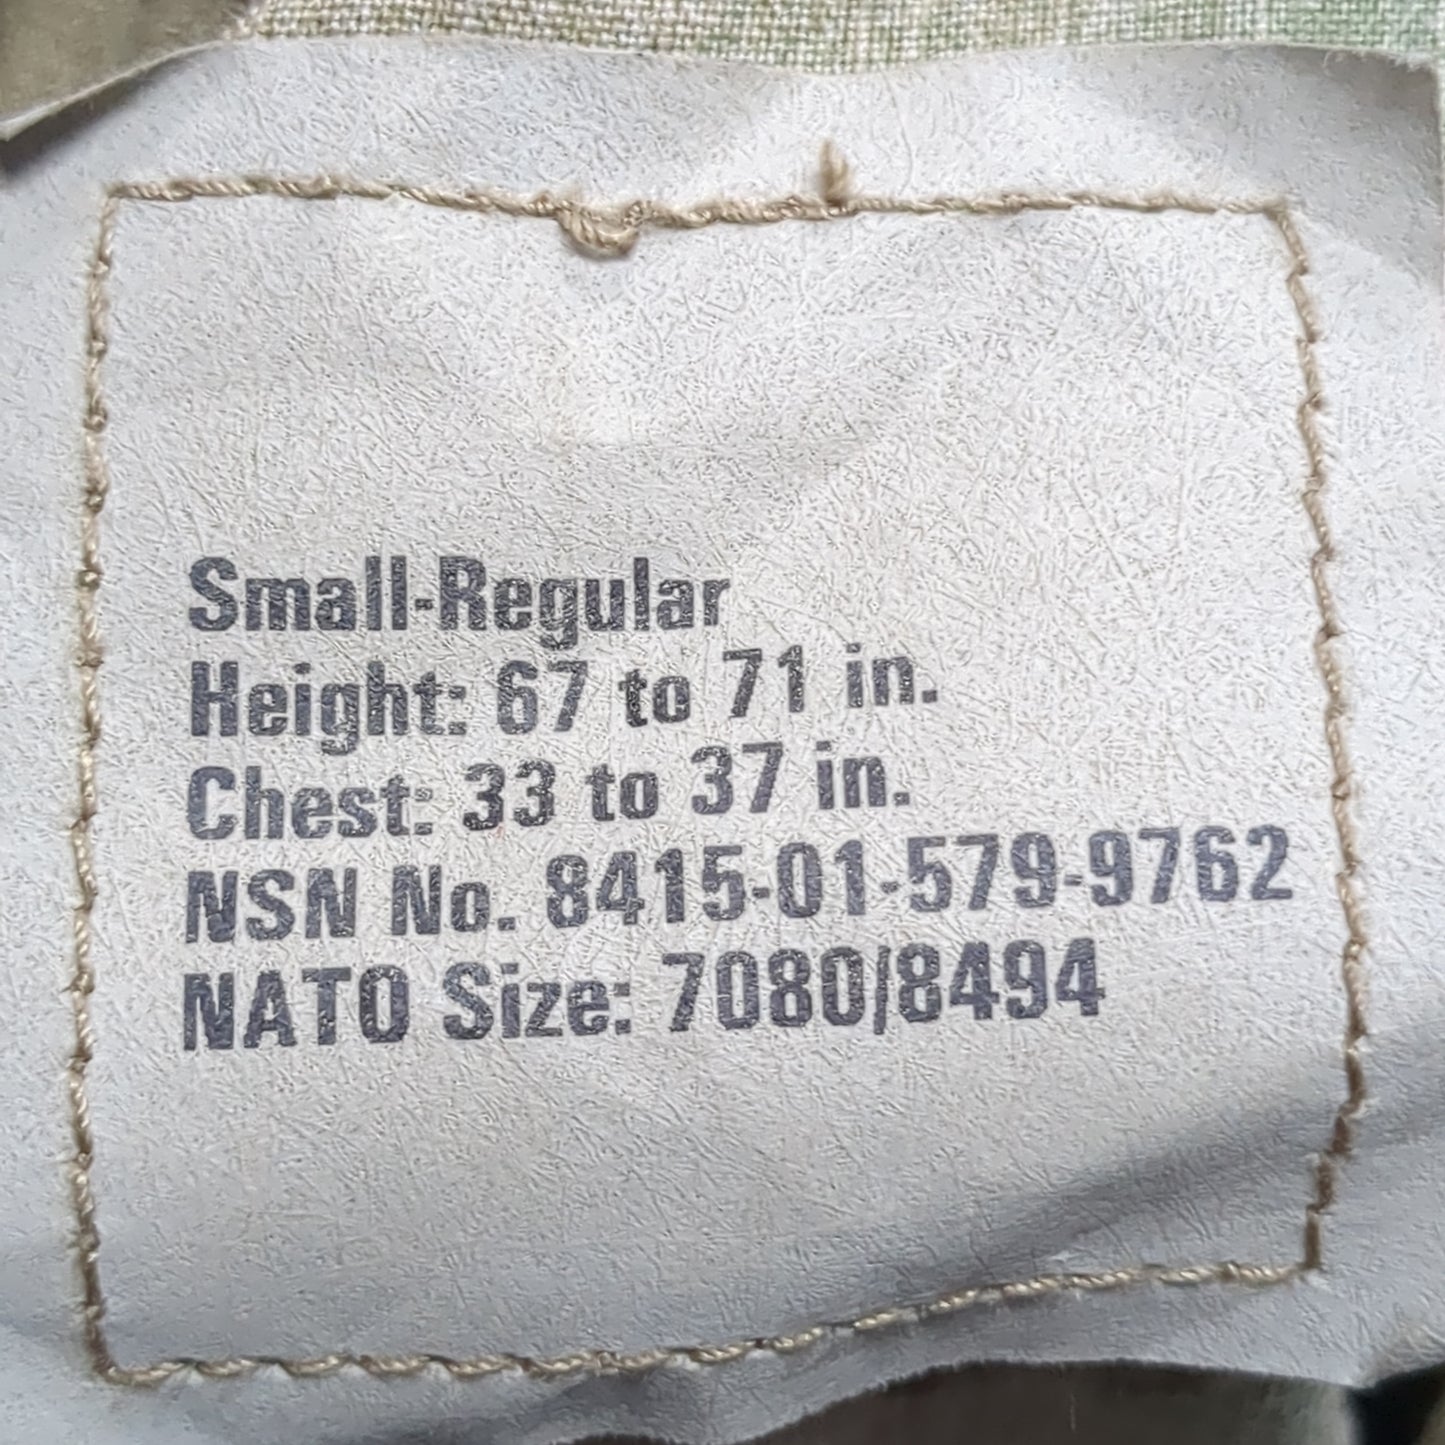 Small-Regular
Height: 67 to 71 in.
Chest: 33 to 37 in.
NSN No. 8415-01-579-9762
NATO Size: 7080/8494